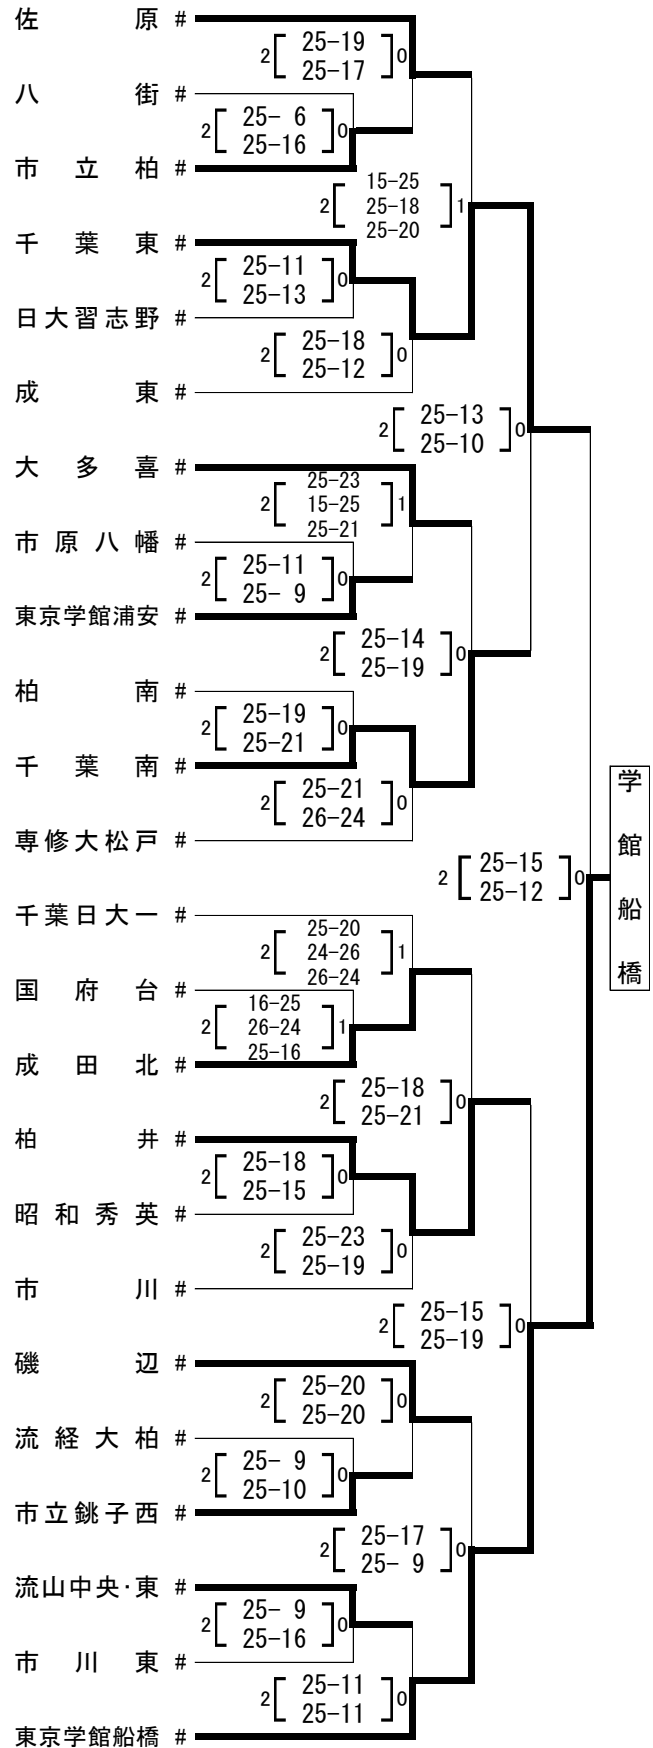 佐原 #
2 25-19 0
25-17
八街 #
2 25- 6 0
25-16
市立柏 #
15-25
2 25-18 1
25-20
千葉東 #
2 25-11 0
25-13
日大習志野 #
2 25-18 0
25-12
成東 #
2 25-13 0
25-10
大多喜 #
25-23
2 15-25 1
25-21
市原八幡 #
2 25-11 0
25- 9
東京学館浦安 #
2 25-14 0
25-19
柏南 #
2 25-19 0
25-21
千葉南 #
2 25-21 0
26-24
専修大松戸 #
学館船橋
2 25-15 0
25-12
千葉日大一 #
25-20
2 24-26 1
26-24
国府台 #
16-25
2 26-24 1
25-16
成田北 #
2 25-18 0
25-21
柏井 #
2 25-18 0
25-15
昭和秀英 #
2 25-23 0
25-19
市川 #
2 25-15 0
25-19
磯辺 #
2 25-20 0
25-20
流経大柏 #
2 25- 9 0
25-10
市立銚子西 #
2 25-17 0
25- 9
流山中央・東 #
2 25- 9 0
25-16
市川東 #
2 25-11 0
25-11
東京学館船橋 #